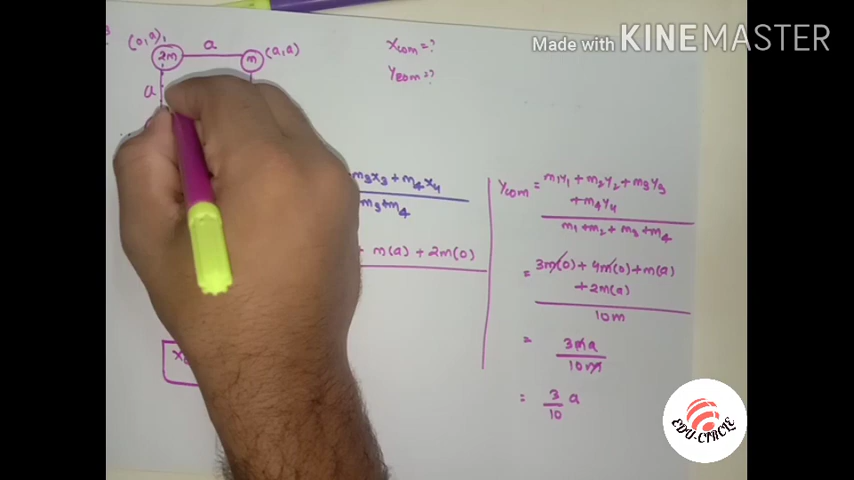 Made with KINEMASTER
(0,a)
a
(a,a)
2m
m
a
Xcom=?
Ycom=?
m3x3+m4x4
m3+m4
+ m(a) + 2m(0)
Ycom = m1y1 + m2y2 + m3y3
+m4y4
m1+m2+m3+m4
= 3m(0) + 4m(0)+m(a)
+ 2m(a)
10m
= 3ma
10m
= 3 a
10
EDU-CIRCLE